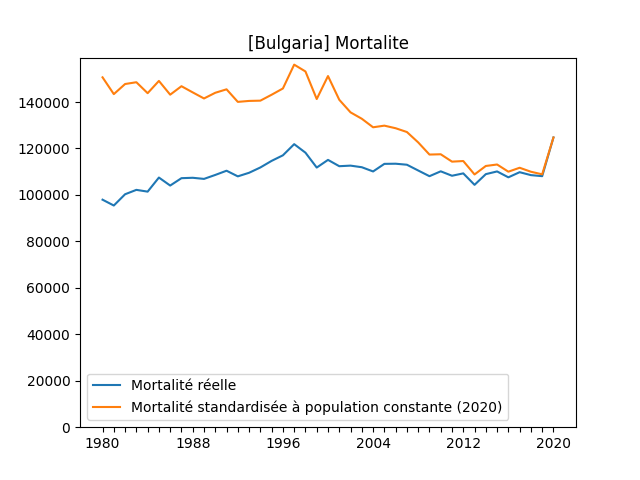 [Bulgaria] Mortalite
140000
120000
100000
80000
60000
40000
20000
0
Mortalité réelle
Mortalité standardisée à population constante (2020)
1980 1988 1996 2004 2012 2020